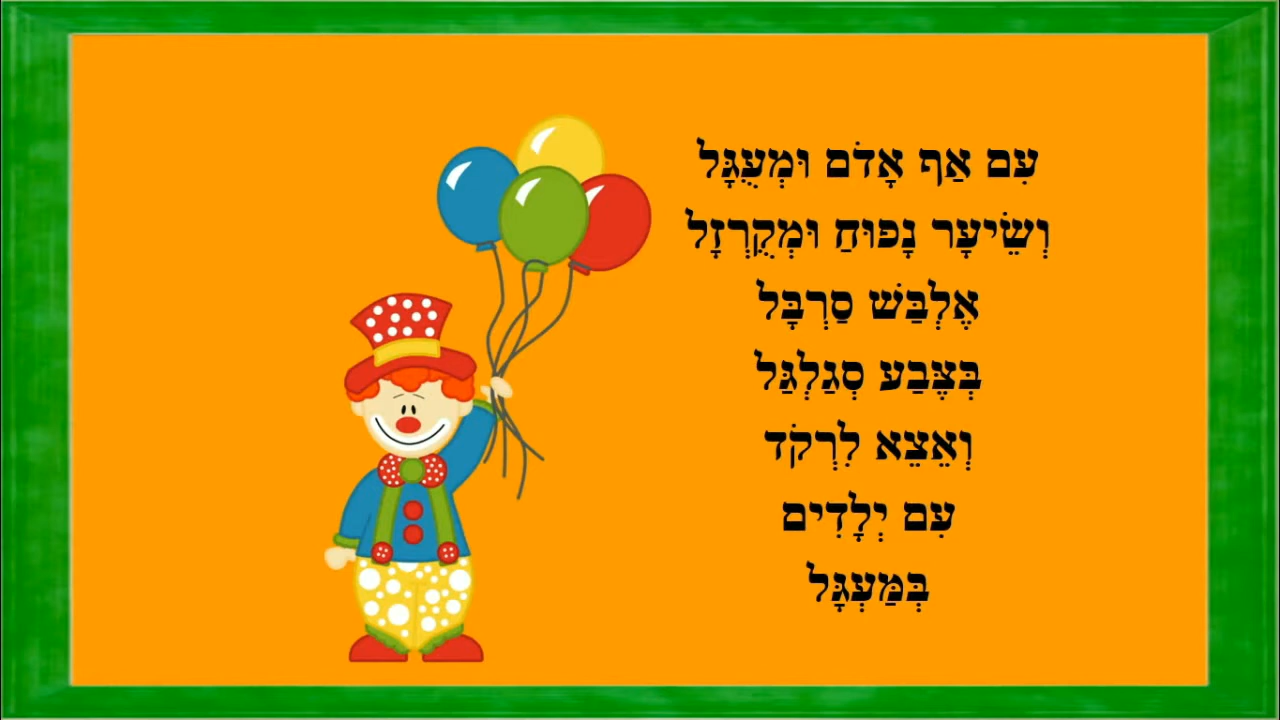 עִם אַף אָדֹם וּמְעֻגָּל
וְשֵׂיעָר נָפוּחַ וּמְקֻרְזָל
אֶלְבַּשׁ סַרְבָּל
בְּצֶבַע סְגַלְגַּל
וְאֵצֵא לִרְקֹד
עִם יְלָדִים
בְּמַּעְגָּל